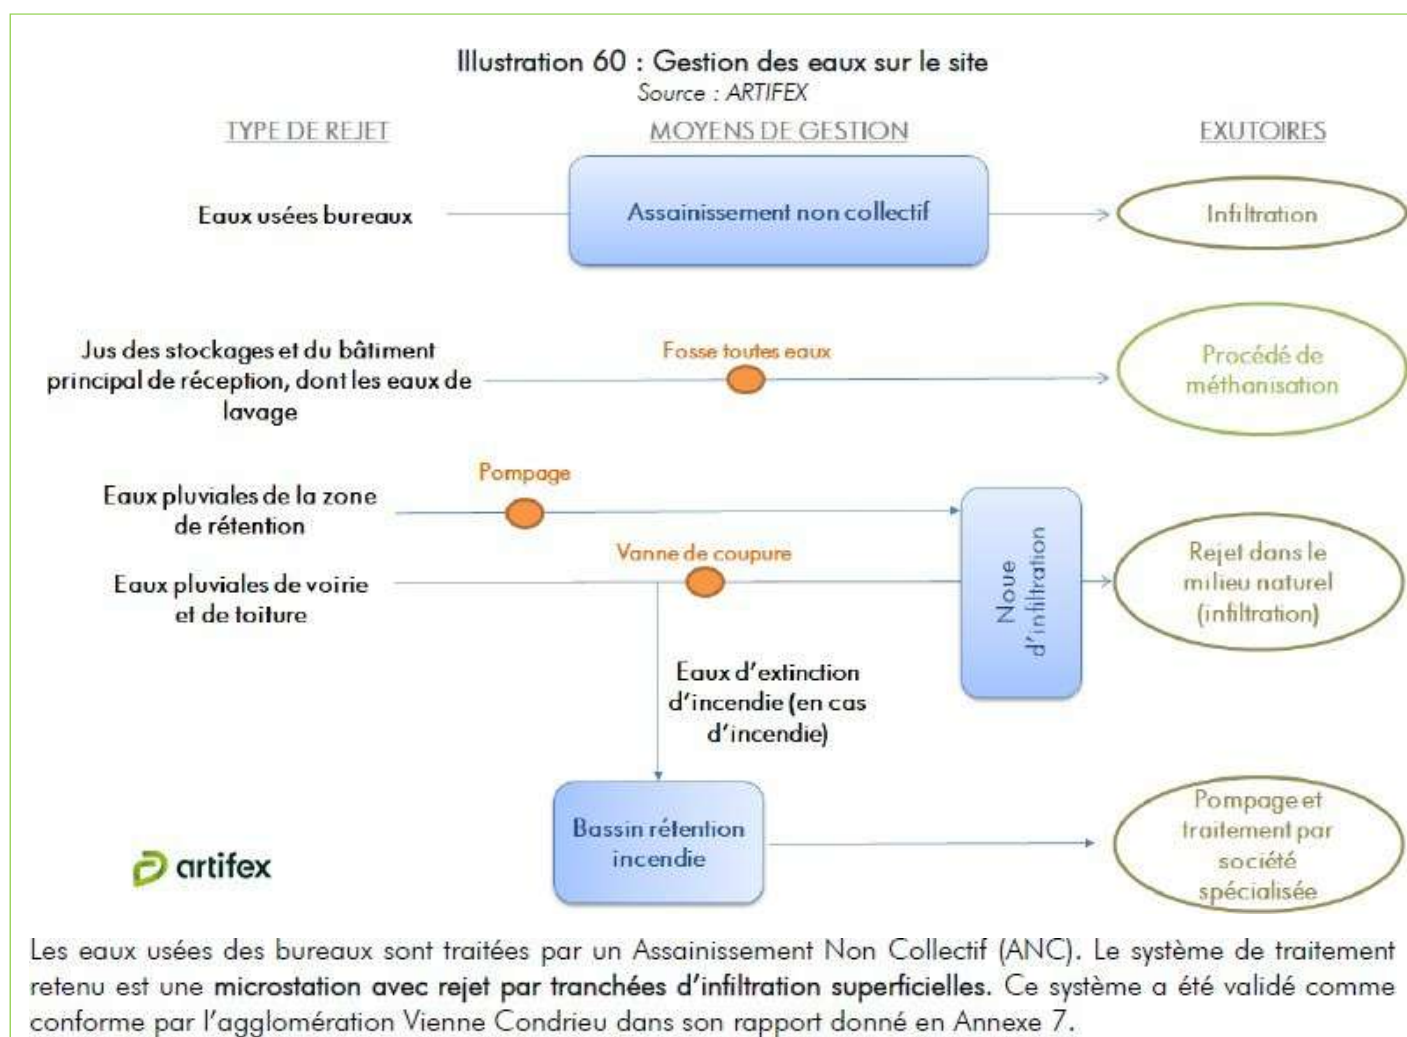 Illustration 60 : Gestion des eaux sur le site
Source : ARTIFEX
TYPE DE REJET
MOYENS DE GESTION
EXUTOIRES
Eaux usées bureaux
Assainissement non collectif
Infiltration
Jus des stockages et du bâtiment
principal de réception, dont les eaux de
lavage
Fosse toutes eaux
Procédé de
méthanisation
Pompage
Eaux pluviales de la zone
de rétention
Vanne de coupure
Eaux pluviales de voirie
et de toiture
Noue
d'infiltration
Rejet dans le
milieu naturel
(infiltration)
Eaux d'extinction
d'incendie (en cas
d'incendie)
Bassin rétention
incendie
Pompage et
traitement par
société
spécialisée
artifex
Les eaux usées des bureaux sont traitées par un Assainissement Non Collectif (ANC). Le système de traitement
retenu est une microstation avec rejet par tranchées d'infiltration superficielles. Ce système a été validé comme
conforme par l'agglomération Vienne Condrieu dans son rapport donné en Annexe 7.